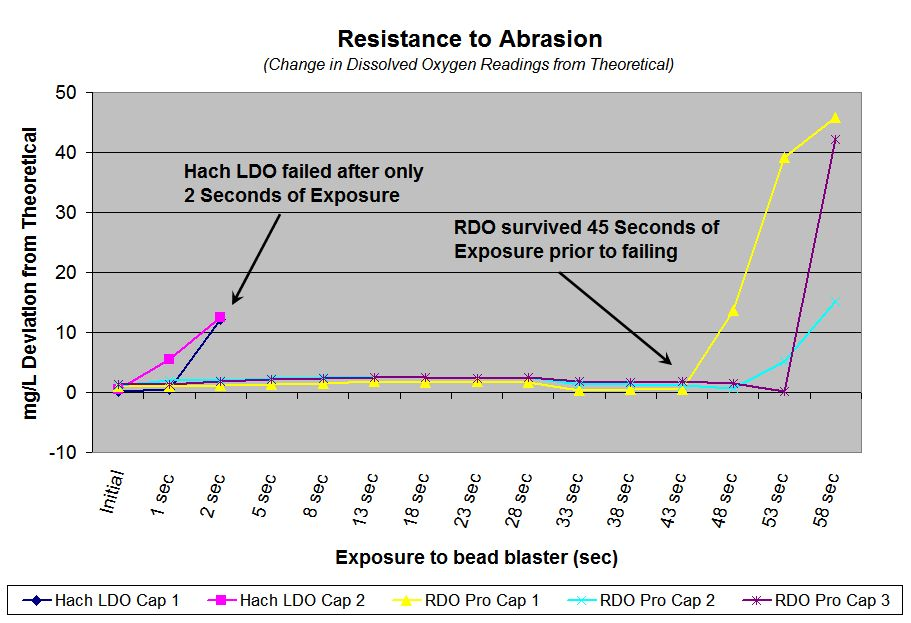 Resistance to Abrasion
(Change in Dissolved Oxygen Readings from Theoretical)
mg/L Deviation from Theoretical
50
40
30
20
10
0
-10
Hach LDO failed after only
2 Seconds of Exposure
RDO survived 45 Seconds of
Exposure prior to failing
Initial
1 sec
2 sec
5 sec
8 sec
13 sec
18 sec
23 sec
28 sec
33 sec
38 sec
43 sec
48 sec
53 sec
58 sec
Exposure to bead blaster (sec)
Hach LDO Cap 1
Hach LDO Cap 2
RDO Pro Cap 1
RDO Pro Cap 2
RDO Pro Cap 3